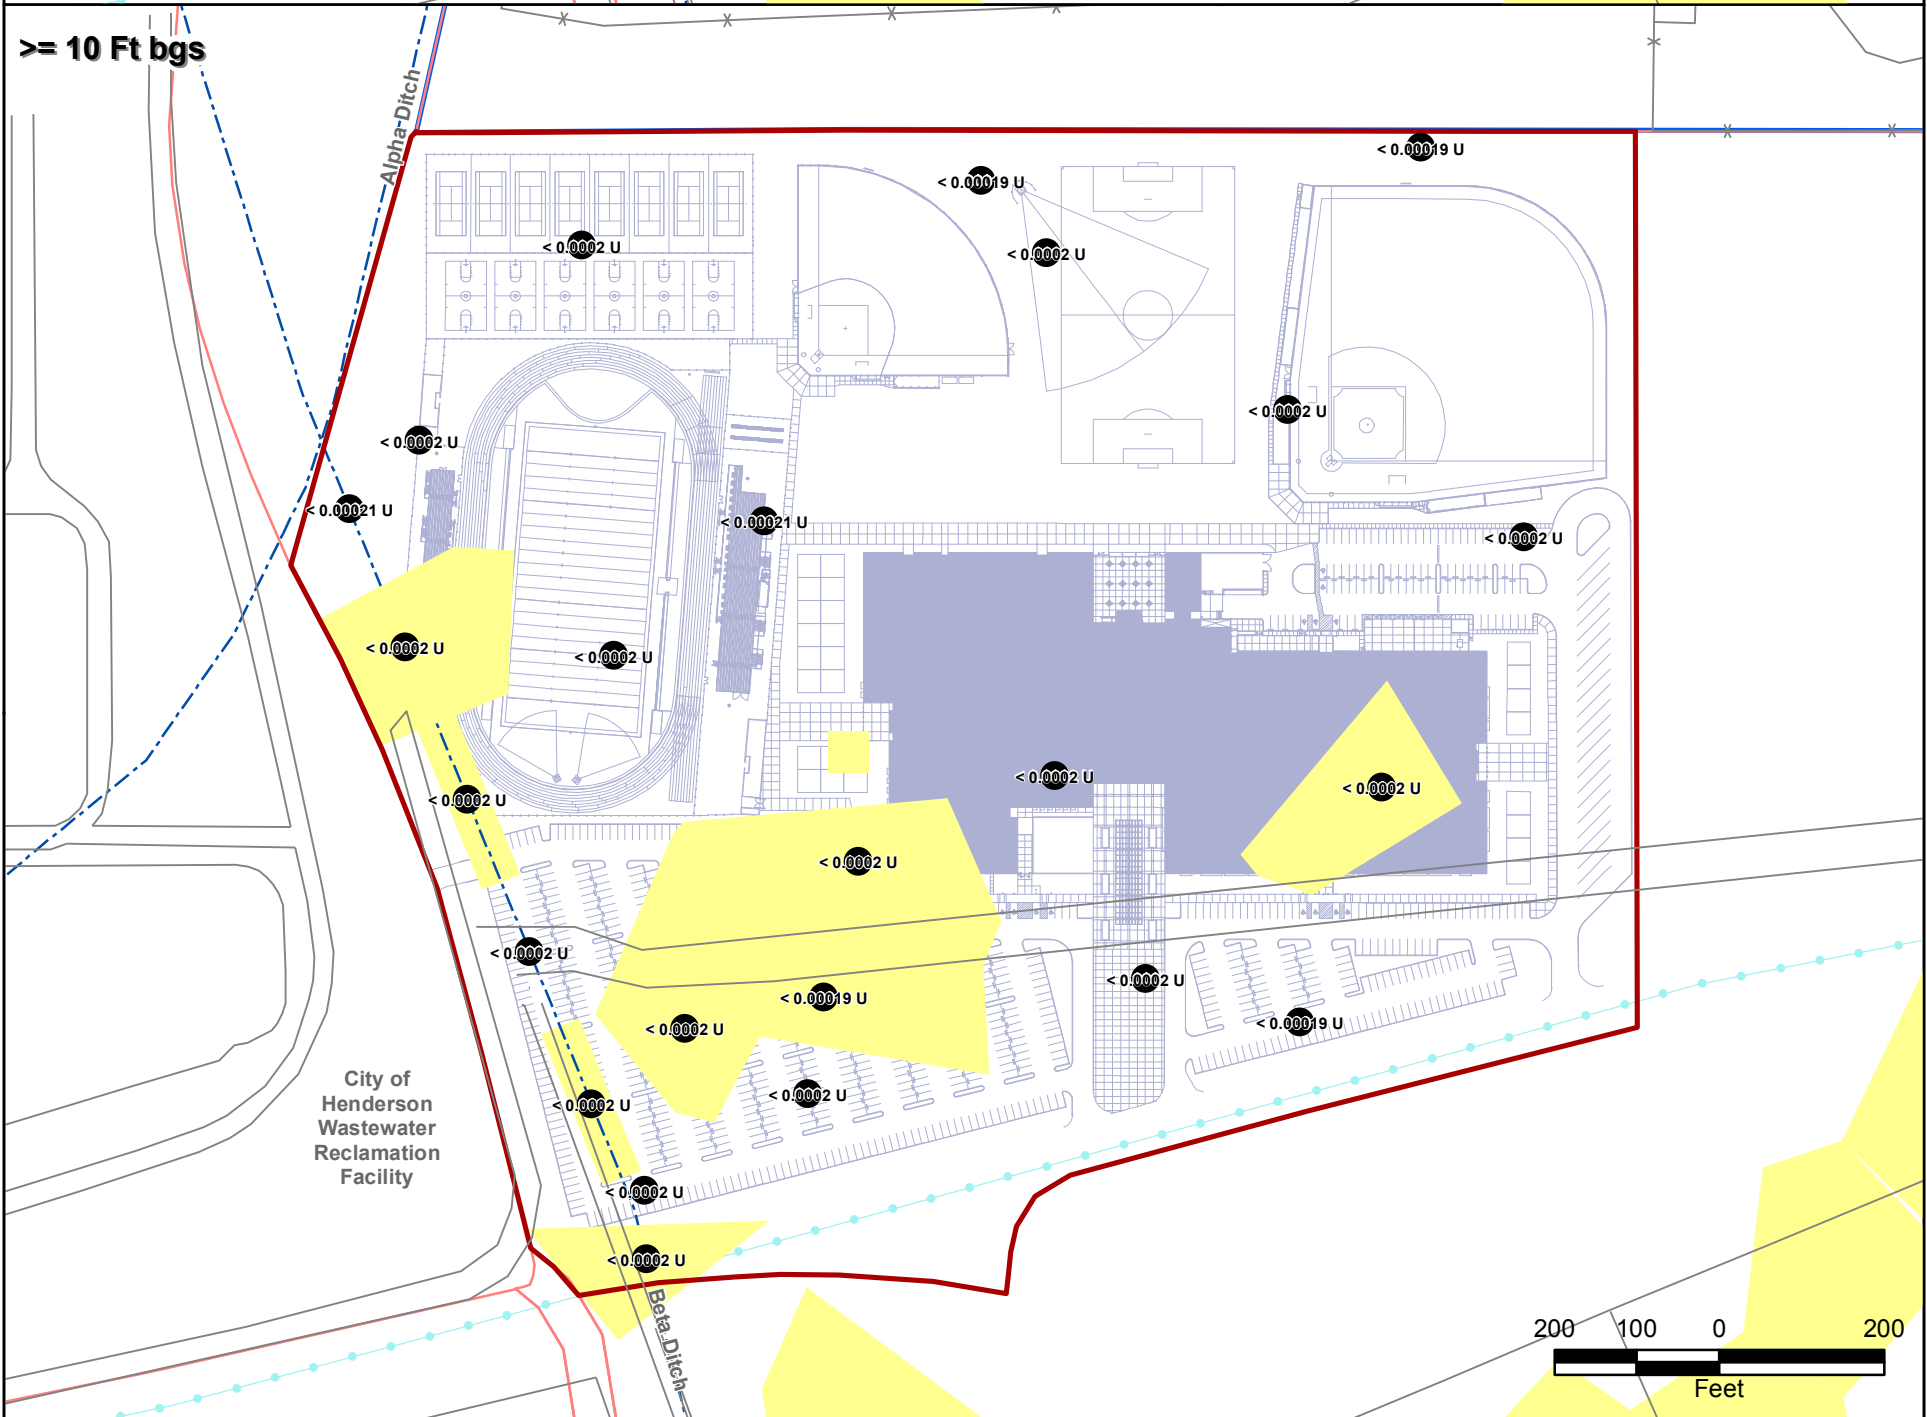 >= 10 Ft bgs
Alpha Ditch
< 0.00019 U
< 0.00019 U
< 0.0002 U
< 0.0002 U
< 0.0002 U
< 0.0002 U
< 0.00021 U
< 0.00021 U
< 0.0002 U
< 0.0002 U
< 0.0002 U
< 0.0002 U
< 0.0002 U
< 0.0002 U
< 0.0002 U
< 0.0002 U
< 0.0002 U
< 0.00019 U
< 0.00019 U
< 0.0002 U
< 0.0002 U
< 0.0002 U
< 0.0002 U
< 0.0002 U
City of
Henderson
Wastewater
Reclamation
Facility
Beta Ditch
200 100 0 200
Feet